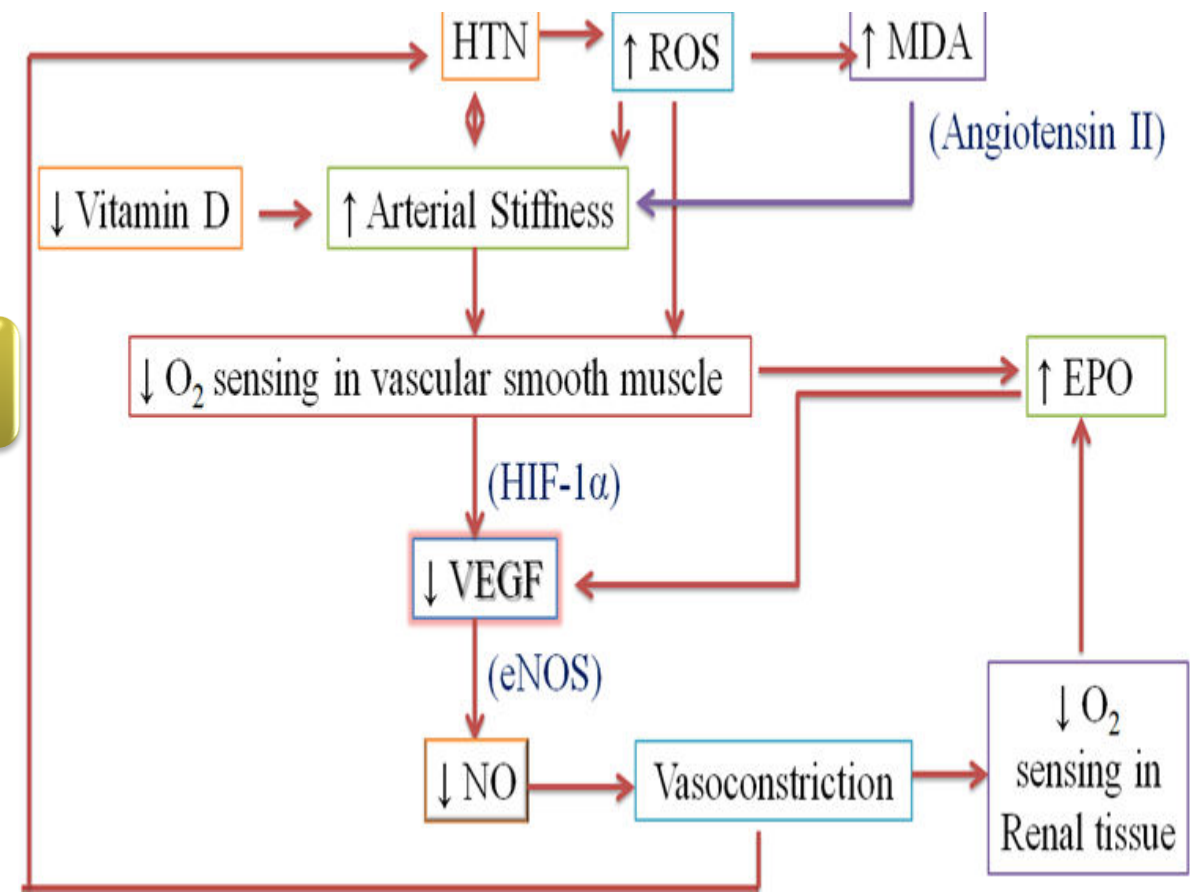 HTN
↑ ROS
↑ MDA
(Angiotensin II)
↓ Vitamin D
↑ Arterial Stiffness
↓ O₂ sensing in vascular smooth muscle
↑ EPO
(HIF-1α)
↓ VEGF
(eNOS)
↓ NO
Vasoconstriction
↓ O₂
sensing in
Renal tissue